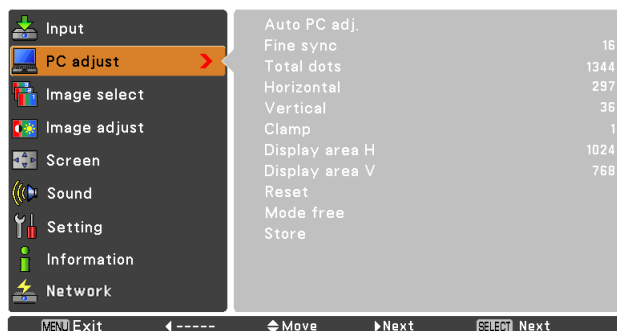 Input
PC adjust
Image select
Image adjust
Screen
Sound
Setting
Information
Network
Auto PC adj.
Fine sync 16
Total dots 1344
Horizontal 297
Vertical 36
Clamp 1
Display area H 1024
Display area V 768
Reset
Mode free
Store
MENU Exit ----- Move Next SELECT Next